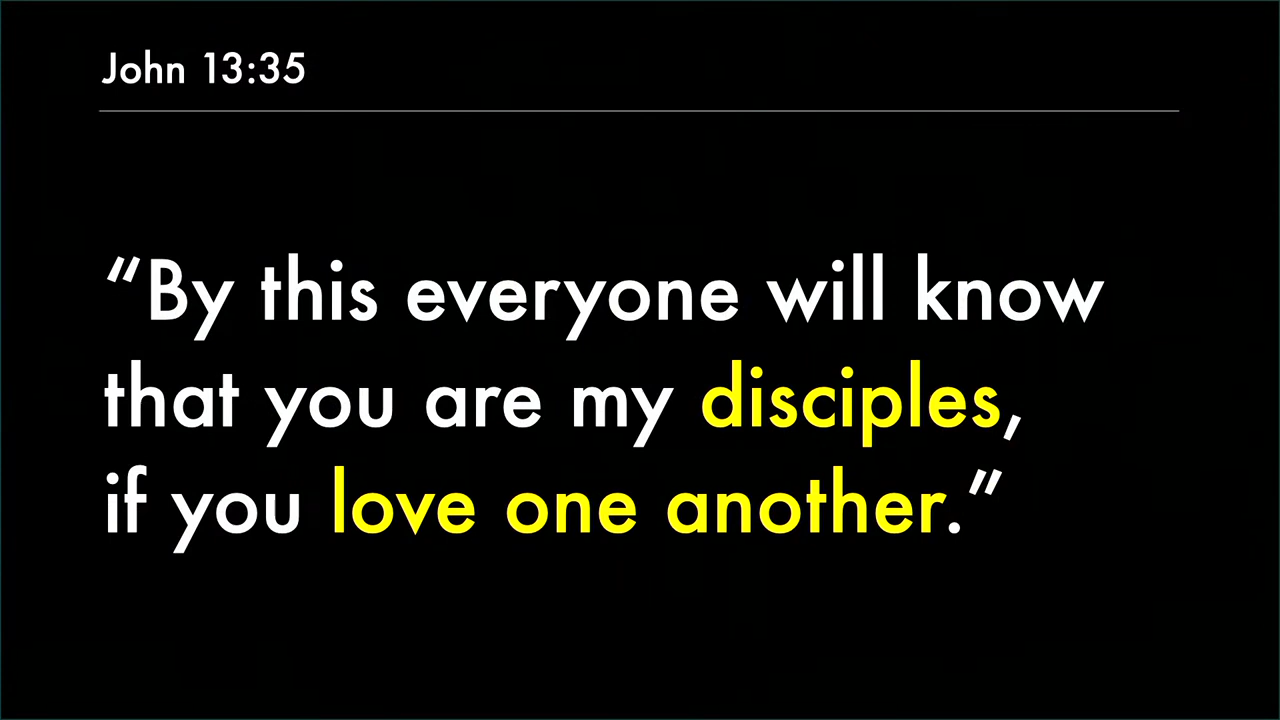 John 13:35
“By this everyone will know
that you are my disciples,
if you love one another.”